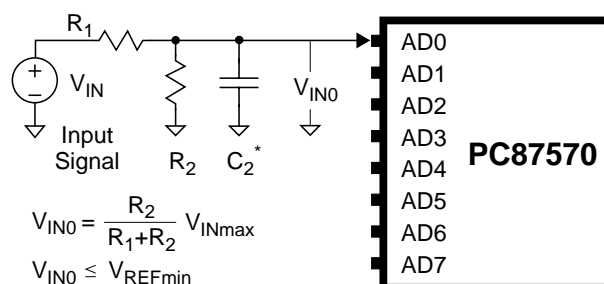 R1
+
−
VIN
Input
Signal
R2
C2*
VIN0
AD0
AD1
AD2
AD3
AD4
AD5
AD6
AD7
PC87570
VIN0 = R2 / R1+R2 VINmax
VIN0 ≤ VREFmin